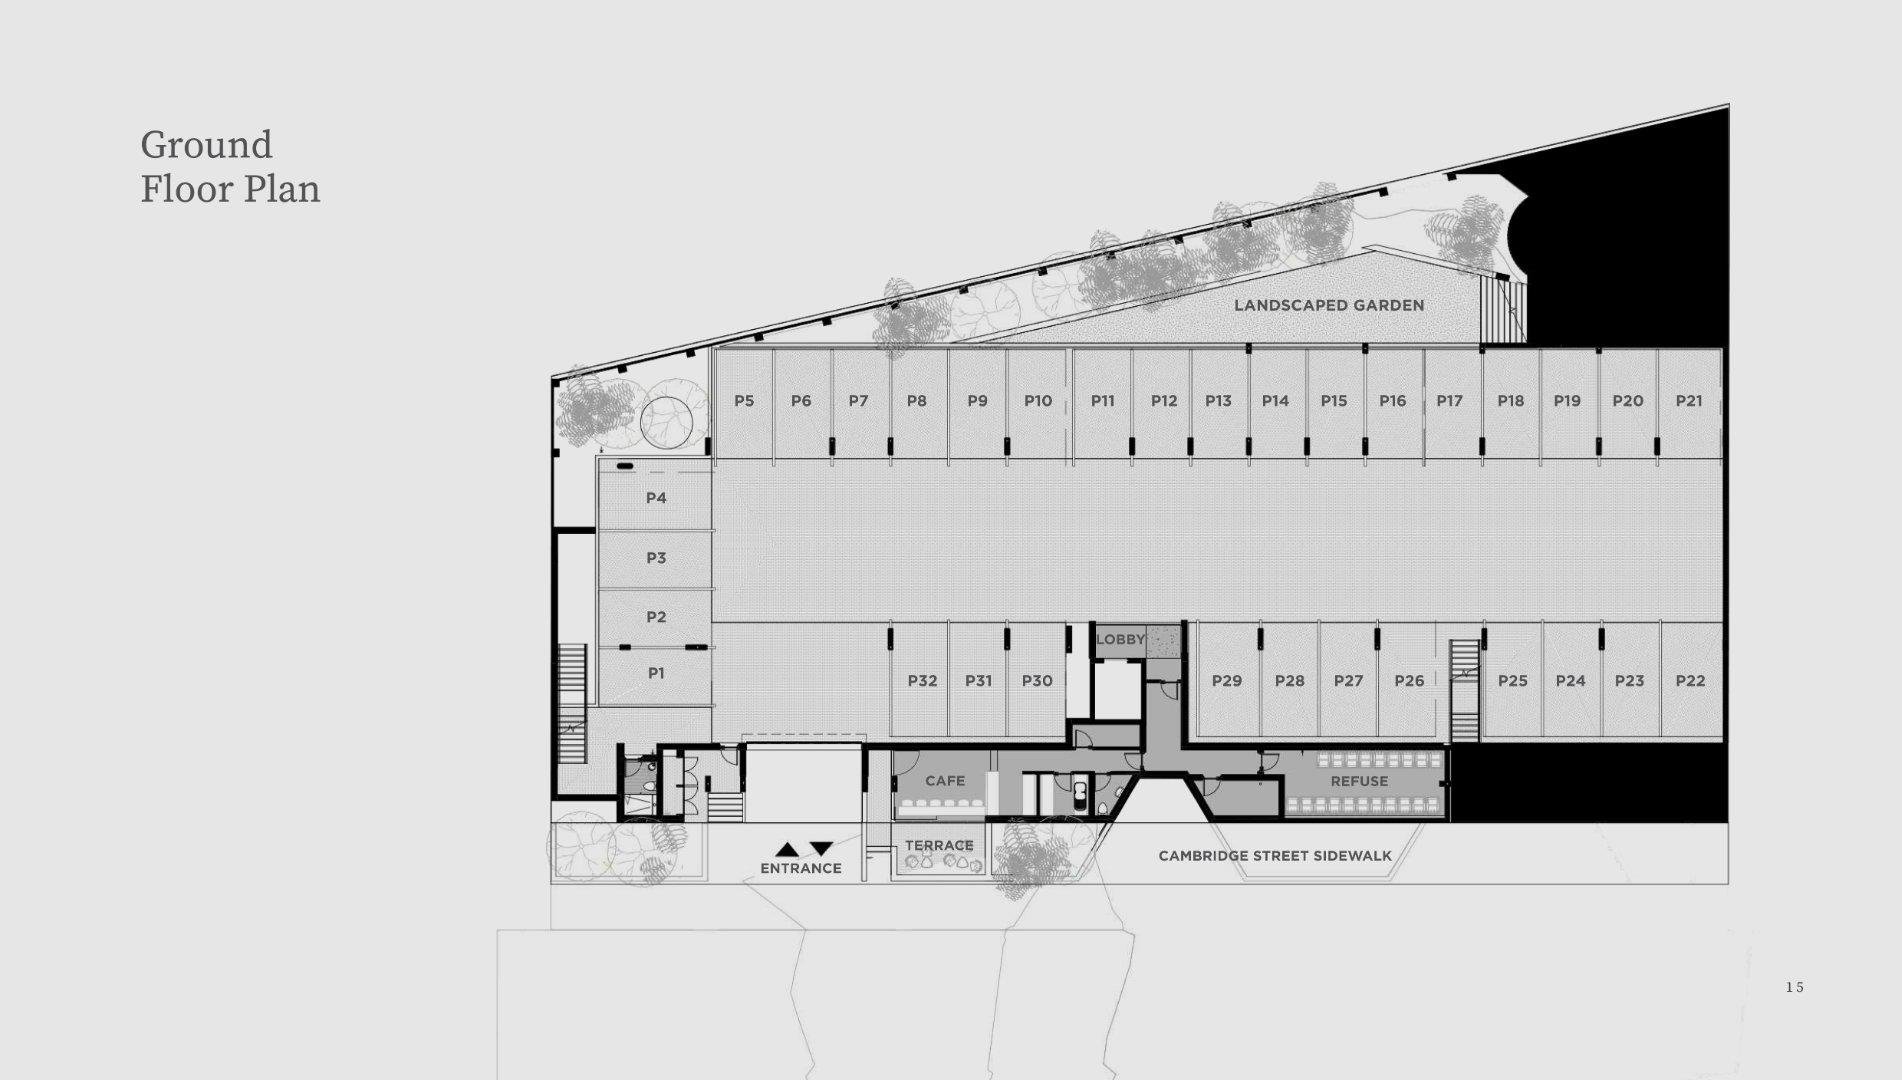 Ground
Floor Plan
LANDSCAPED GARDEN
P5 P6 P7 P8 P9 P10 P11 P12 P13 P14 P15 P16 P17 P18 P19 P20 P21
P4
P3
P2
P1
LOBBY
P32 P31 P30 P29 P28 P27 P26 P25 P24 P23 P22
CAFE
REFUSE
TERRACE
ENTRANCE
CAMBRIDGE STREET SIDEWALK
15